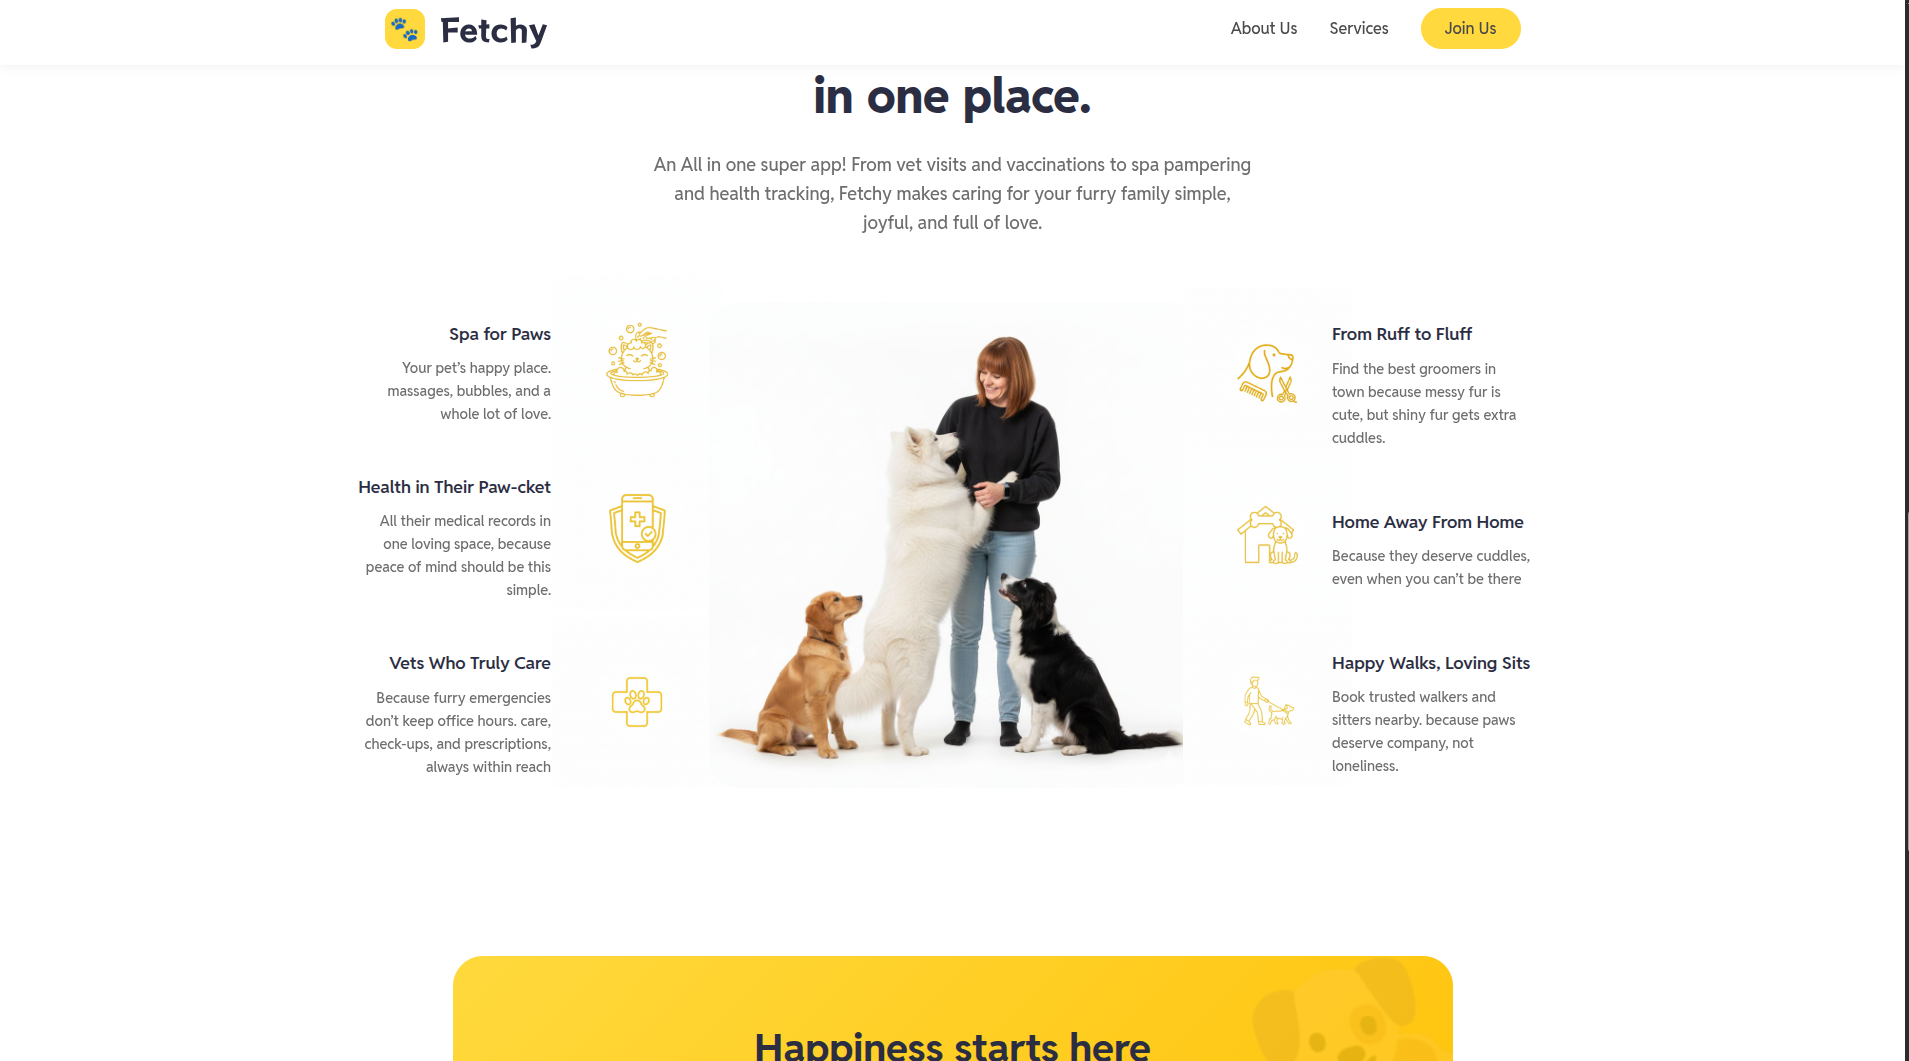 Fetchy
About Us
Services
Join Us
in one place.
An All in one super app! From vet visits and vaccinations to spa pampering
and health tracking, Fetchy makes caring for your furry family simple,
joyful, and full of love.
Spa for Paws
Your pet’s happy place.
massages, bubbles, and a
whole lot of love.
Health in Their Paw-cket
All their medical records in
one loving space, because
peace of mind should be this
simple.
Vets Who Truly Care
Because furry emergencies
don’t keep office hours. care,
check-ups, and prescriptions,
always within reach
From Ruff to Fluff
Find the best groomers in
town because messy fur is
cute, but shiny fur gets extra
cuddles.
Home Away From Home
Because they deserve cuddles,
even when you can’t be there
Happy Walks, Loving Sits
Book trusted walkers and
sitters nearby. because paws
deserve company, not
loneliness.
Happiness starts here